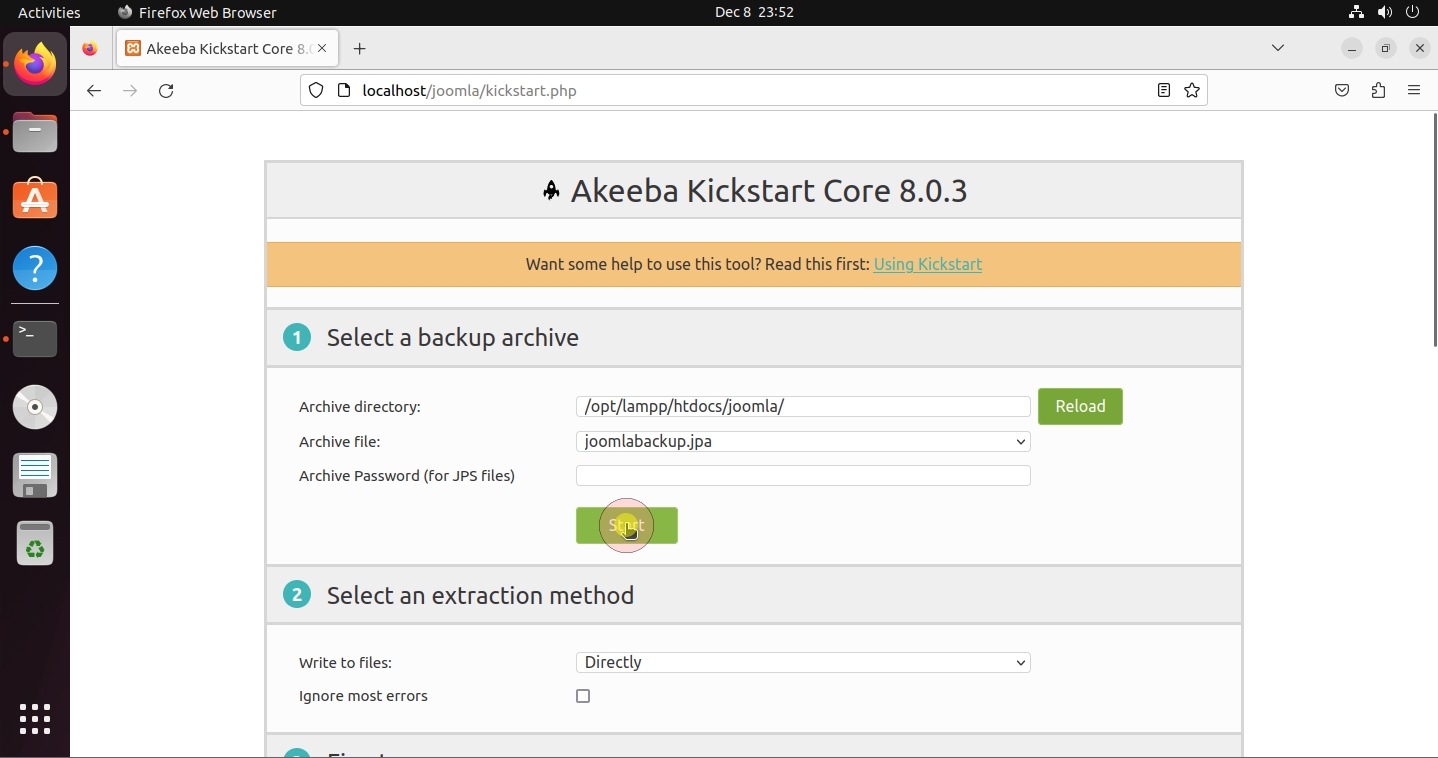 Activities Firefox Web Browser Dec 8 23:52
Akeeba Kickstart Core 8.
localhost/joomla/kickstart.php
Akeeba Kickstart Core 8.0.3
Want some help to use this tool? Read this first: Using Kickstart
1 Select a backup archive
Archive directory: /opt/lampp/htdocs/joomla/ Reload
Archive file: joomlabackup.jpa
Archive Password (for JPS files)
Start
2 Select an extraction method
Write to files: Directly
Ignore most errors